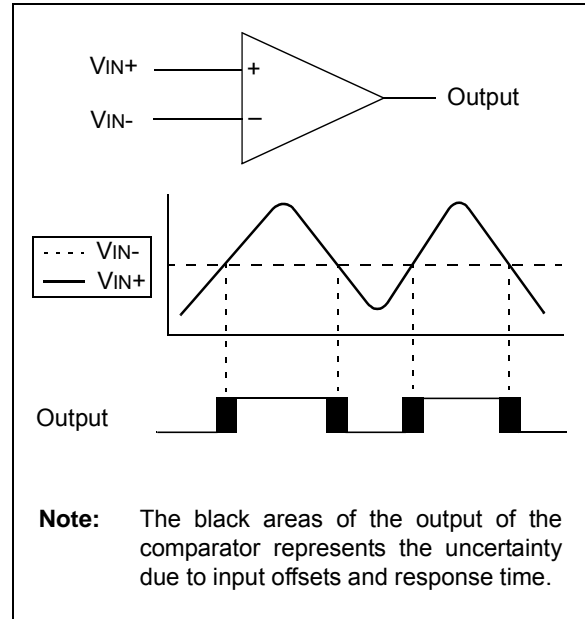 VIN+
+
Output
VIN-
–
VIN-
VIN+
Output
Note: The black areas of the output of the
comparator represents the uncertainty
due to input offsets and response time.